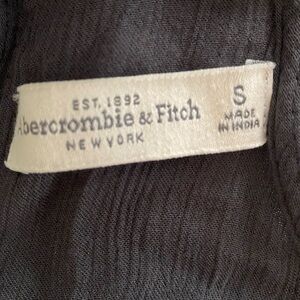 EST. 1892
Abercrombie & Fitch
NEW YORK
S
MADE
IN INDIA